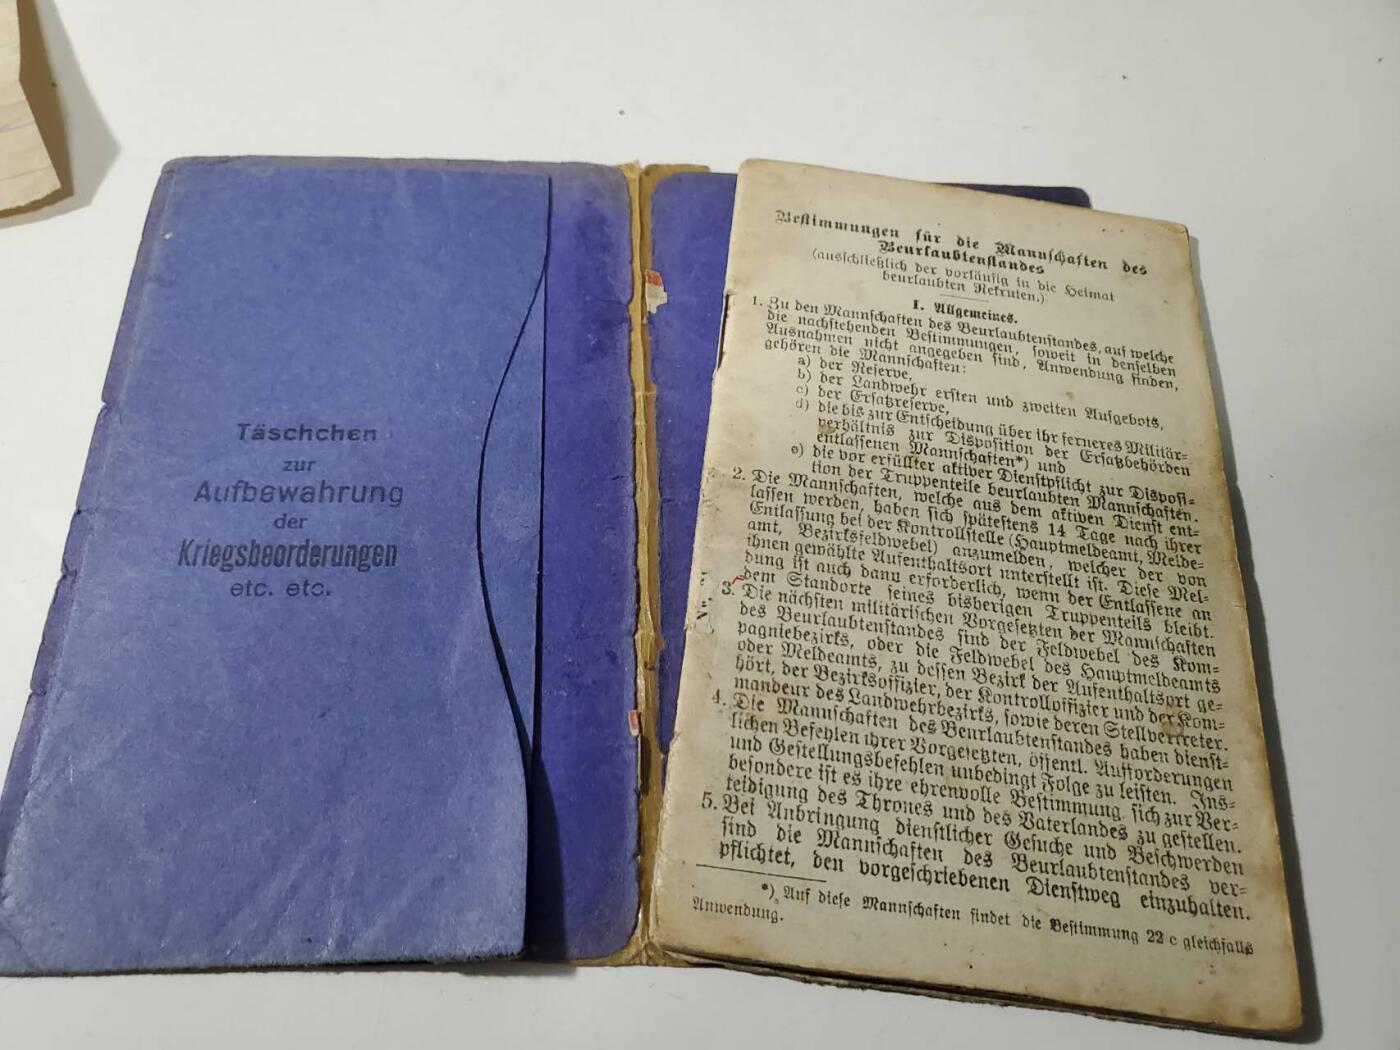 Täschchen
zur
Aufbewahrung
der
Kriegsbeorderungen
etc. etc.
Bestimmungen für die Mannschaften des
Beurlaubtenstandes
(ausschließlich der vorläufig in die Heimat
beurlaubten Rekruten.)
I. Allgemeines.
1. Zu den Mannschaften des Beurlaubtenstandes, auf welche
die nachstehenden Bestimmungen, soweit in denselben
Ausnahmen nicht angegeben sind, Anwendung finden,
gehören die Mannschaften:
a) der Reserve,
b) der Landwehr ersten und zweiten Aufgebots,
c) der Ersatzreserve,
d) die bis zur Entscheidung über ihr ferneres Militär=
verhältnis zur Disposition der Ersatzbehörden
entlassenen Mannschaften*) und
e) die vor erfüllter aktiver Dienstpflicht zur Disposi=
tion der Truppenteile beurlaubten Mannschaften.
2. Die Mannschaften, welche aus dem aktiven Dienst ent=
lassen werden, haben sich spätestens 14 Tage nach ihrer
Entlassung bei der Kontrollstelle (Hauptmeldeamt, Melde=
amt, Bezirksfeldwebel) anzumelden, welcher der von
ihnen gewählte Aufenthaltsort unterstellt ist. Diese Mel=
dung ist auch dann erforderlich, wenn der Entlassene an
dem Standorte seines bisherigen Truppenteils bleibt.
3. Die nächsten militärischen Vorgesetzten der Mannschaften
des Beurlaubtenstandes sind der Feldwebel des Kom=
pagniebezirks, oder die Feldwebel des Hauptmeldeamts
oder Meldeamts, zu dessen Bezirk der Aufenthaltsort ge=
hört, der Bezirksoffizier, der Kontrolloffizier und der Kom=
mandeur des Landwehrbezirks, sowie deren Stellvertreter.
4. Die Mannschaften des Beurlaubtenstandes haben dienst=
lichen Befehlen ihrer Vorgesetzten, öffentl. Aufforderungen
und Gestellungsbefehlen unbedingt Folge zu leisten. Ins=
besondere ist es ihre ehrenvolle Bestimmung, sich zur Ver=
teidigung des Thrones und des Vaterlandes zu gestellen.
5. Bei Anbringung dienstlicher Gesuche und Beschwerden
sind die Mannschaften des Beurlaubtenstandes ver=
pflichtet, den vorgeschriebenen Dienstweg einzuhalten.
*) Auf diese Mannschaften findet die Bestimmung 22 c gleichfalls
Anwendung.